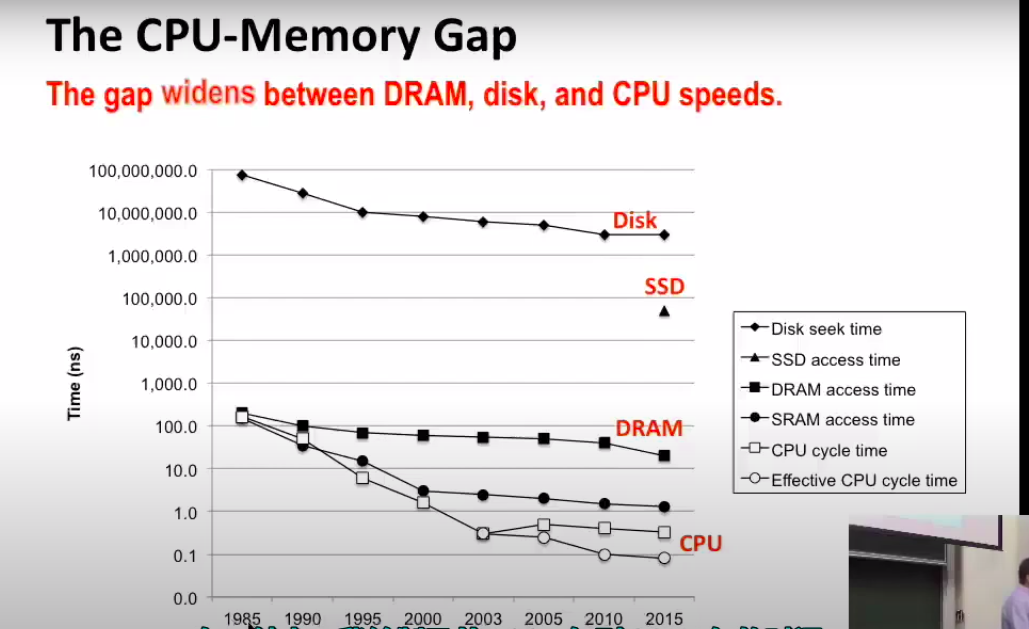 The CPU-Memory Gap
The gap widens between DRAM, disk, and CPU speeds.
100,000,000.0
10,000,000.0
1,000,000.0
100,000.0
10,000.0
1,000.0
100.0
10.0
1.0
0.1
0.0
Time (ns)
Disk
SSD
DRAM
CPU
1985 1990 1995 2000 2003 2005 2010 2015
Disk seek time
SSD access time
DRAM access time
SRAM access time
CPU cycle time
Effective CPU cycle time